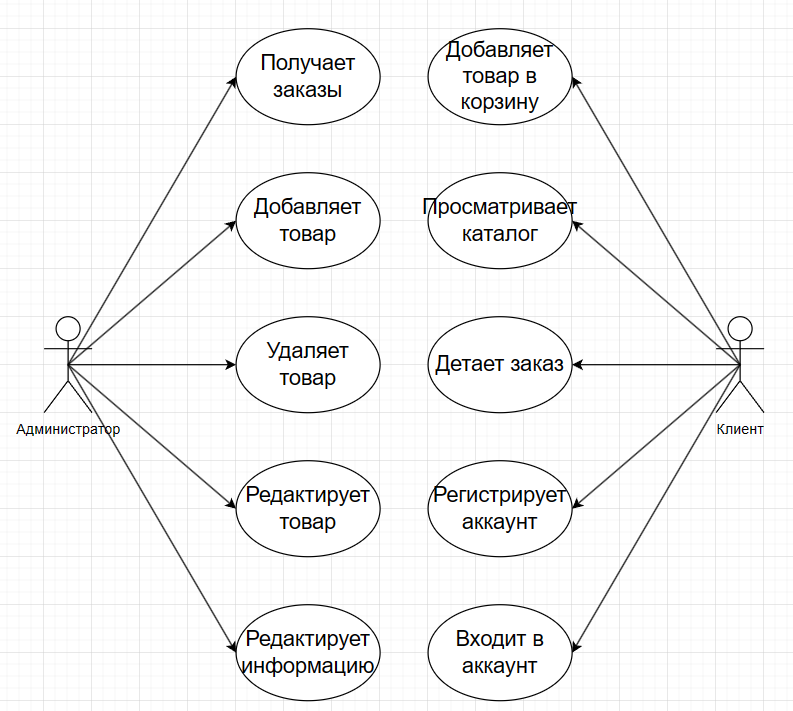 Получает
заказы
Добавляет
товар в
корзину
Добавляет
товар
Просматривает
каталог
Удаляет
товар
Детает заказ
Администратор
Клиент
Редактирует
товар
Регистрирует
аккаунт
Редактирует
информацию
Входит в
аккаунт